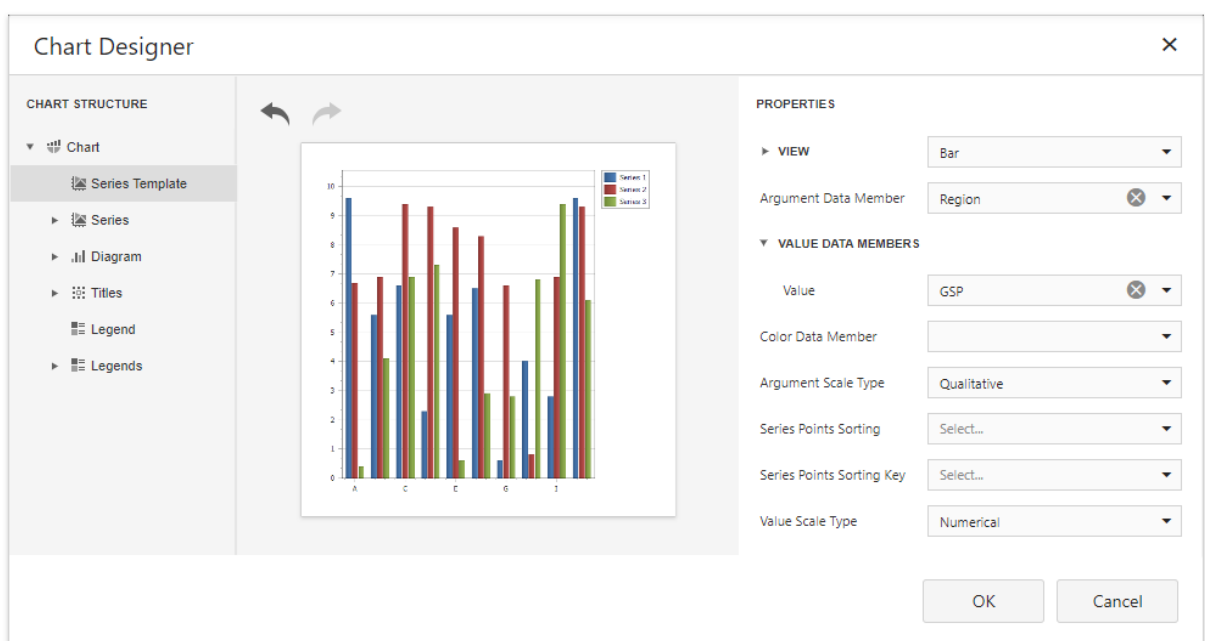 Chart Designer
CHART STRUCTURE
Chart
Series Template
Series
Diagram
Titles
Legend
Legends
Series 1
Series 2
Series 3
10
9
8
7
6
5
4
3
2
1
0
A C E G I
PROPERTIES
VIEW Bar
Argument Data Member Region
VALUE DATA MEMBERS
Value GSP
Color Data Member
Argument Scale Type Qualitative
Series Points Sorting Select...
Series Points Sorting Key Select...
Value Scale Type Numerical
OK Cancel